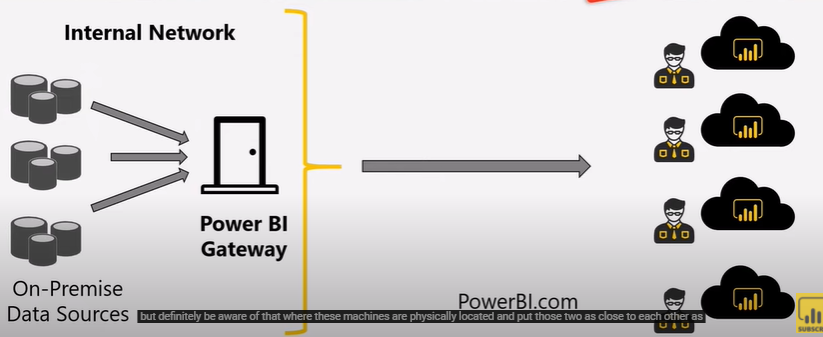 Internal Network
Power BI
Gateway
On-Premise
Data Sources
PowerBI.com
but definitely be aware of that where these machines are physically located and put those two as close to each other as
SUBSCR